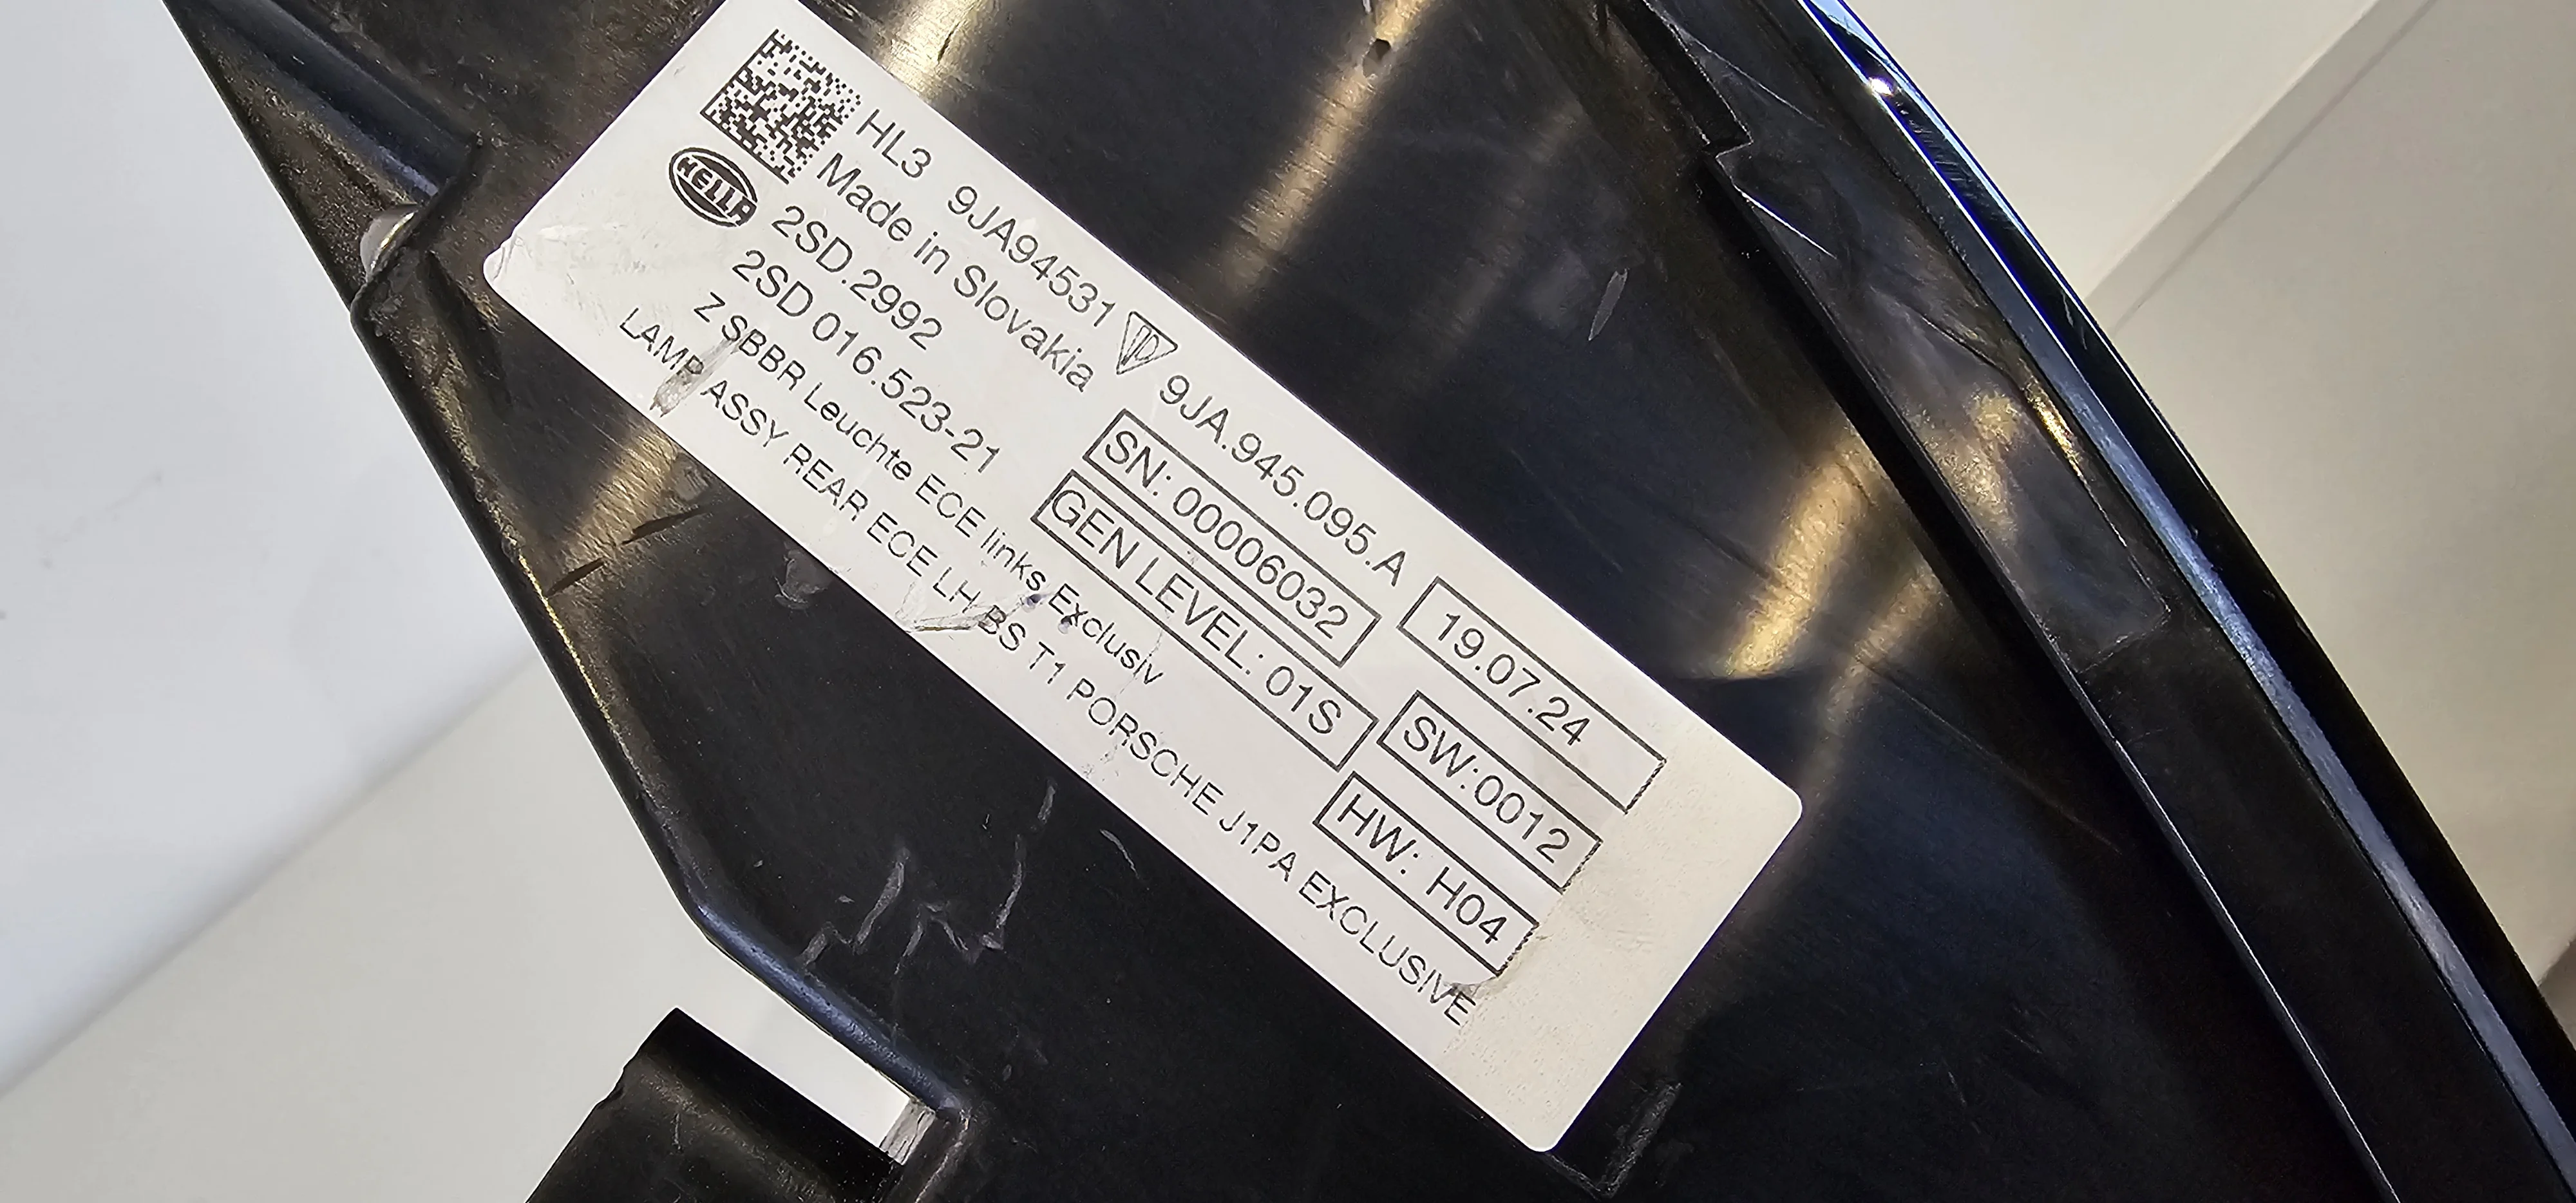 HL3 9JA94531 9JA.945.095.A 19.07.24
Made in Slovakia SN: 00006032 SW:0012
HELLA 2SD.2992 GEN LEVEL: 01S HW: H04
2SD 016.523-21
Z SBBR Leuchte ECE links Exclusiv
LAMP ASSY REAR ECE LH BS T1 PORSCHE J1PA EXCLUSIVE